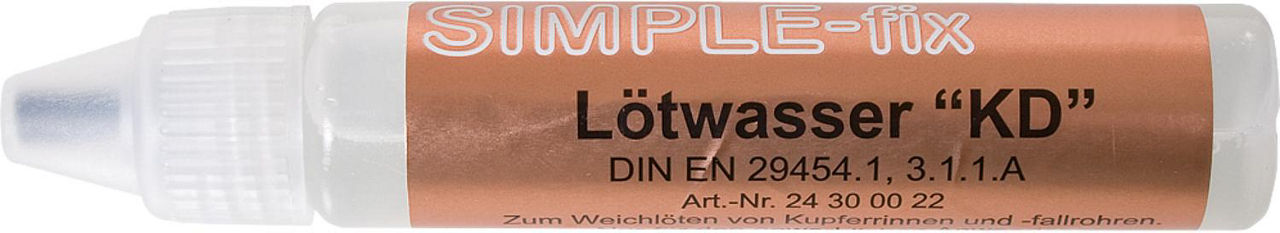 SIMPLE-fix
Lötwasser “KD”
DIN EN 29454.1, 3.1.1.A
Art.-Nr. 24 30 00 22
Zum Weichlöten von Kupferrinnen und -fallrohren.